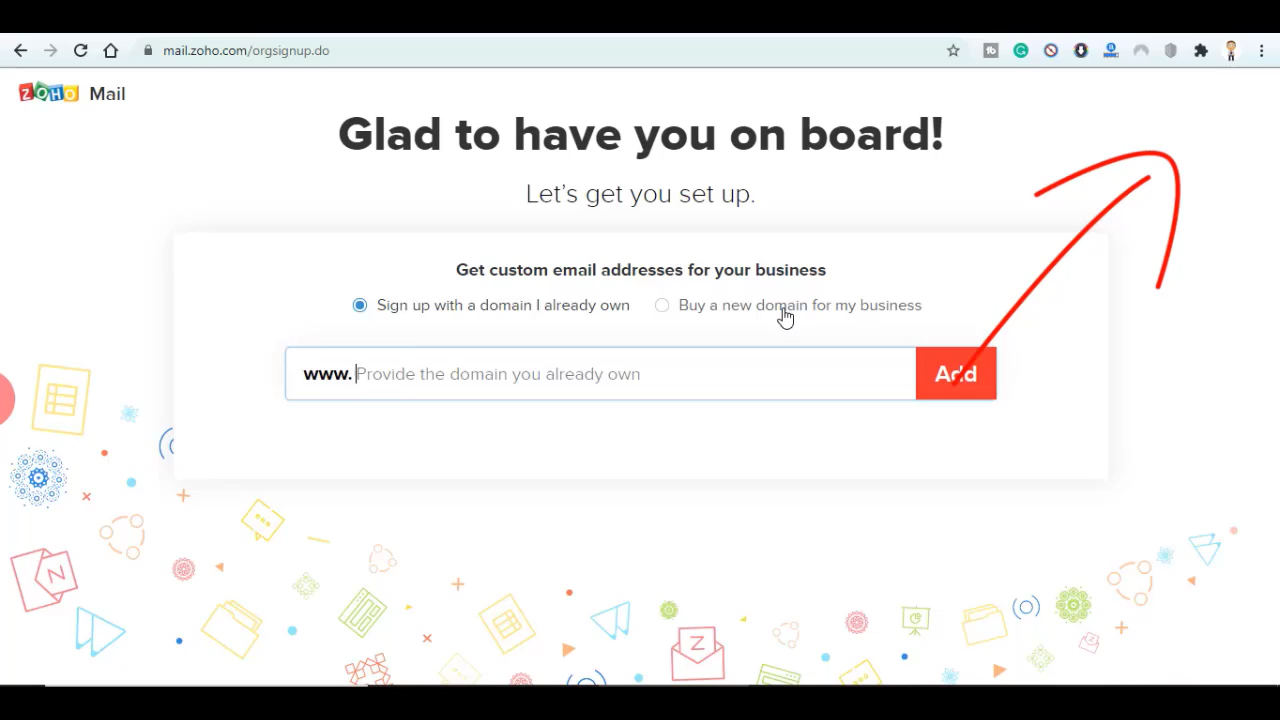 mail.zoho.com/orgsignup.do
ZOHO Mail
Glad to have you on board!
Let's get you set up.
Get custom email addresses for your business
Sign up with a domain I already own
Buy a new domain for my business
www. Provide the domain you already own
Add
N
Z